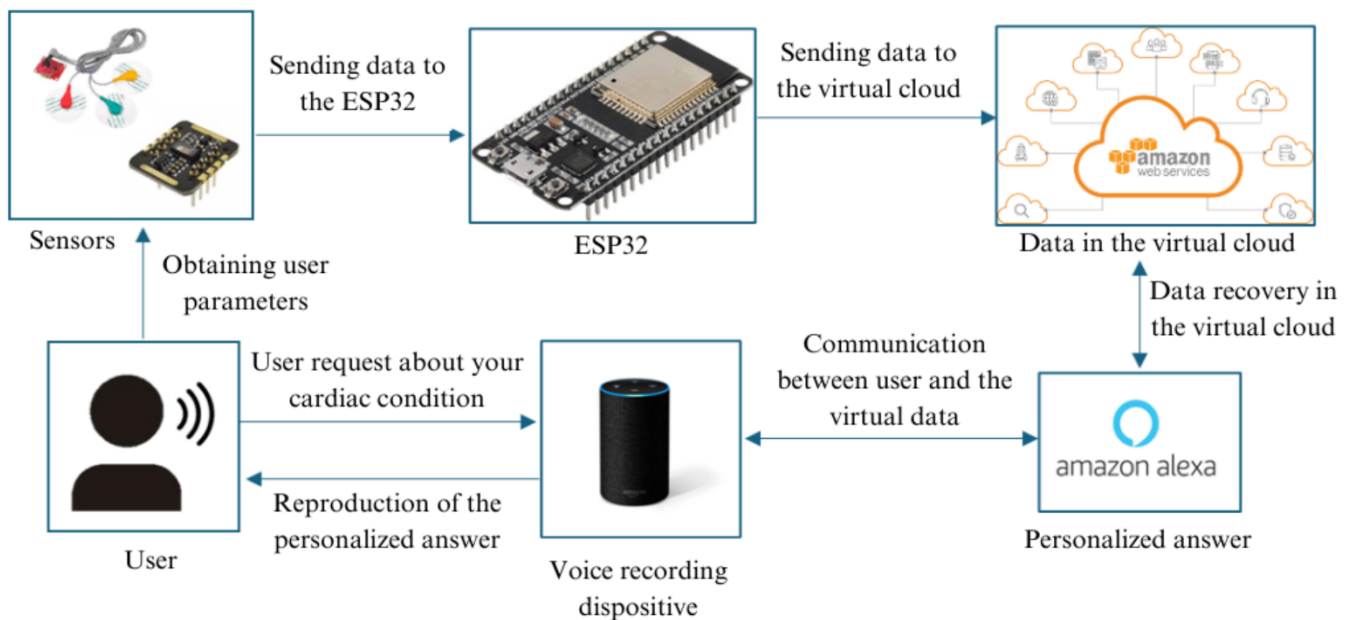 Sending data to
the ESP32
Sending data to
the virtual cloud
amazon
web services
Sensors
ESP32
Data in the virtual cloud
Obtaining user
parameters
Data recovery in
the virtual cloud
User request about your
cardiac condition
Communication
between user and the
virtual data
amazon alexa
Reproduction of the
personalized answer
User
Voice recording
dispositive
Personalized answer